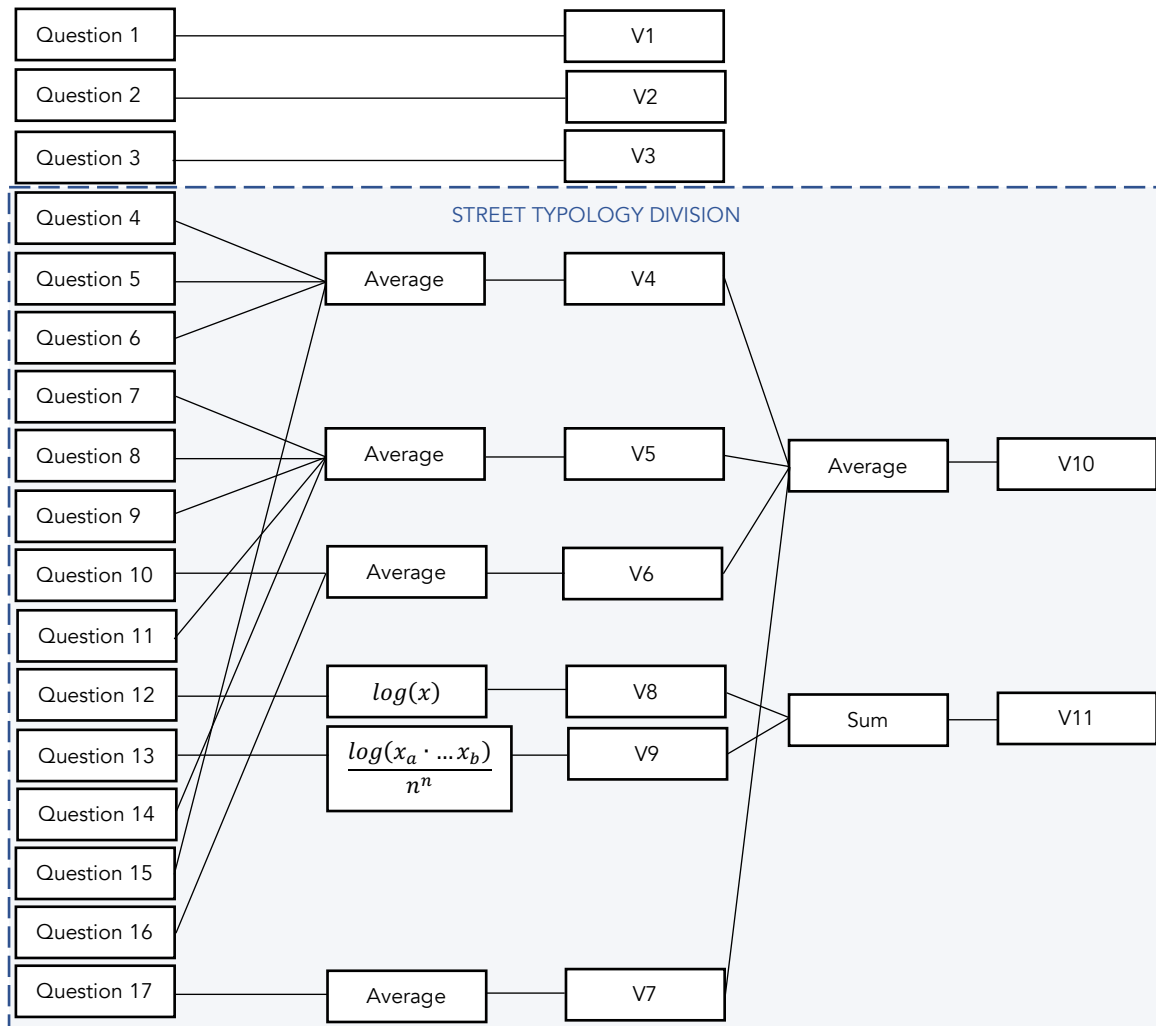 Question 1
V1
Question 2
V2
Question 3
V3
STREET TYPOLOGY DIVISION
Question 4
Question 5
Average
V4
Question 6
Question 7
Question 8
Average
V5
Average
V10
Question 9
Question 10
Average
V6
Question 11
Question 12
log(x)
V8
Sum
V11
Question 13
log(xₐ · … x_b)
nⁿ
V9
Question 14
Question 15
Question 16
Question 17
Average
V7